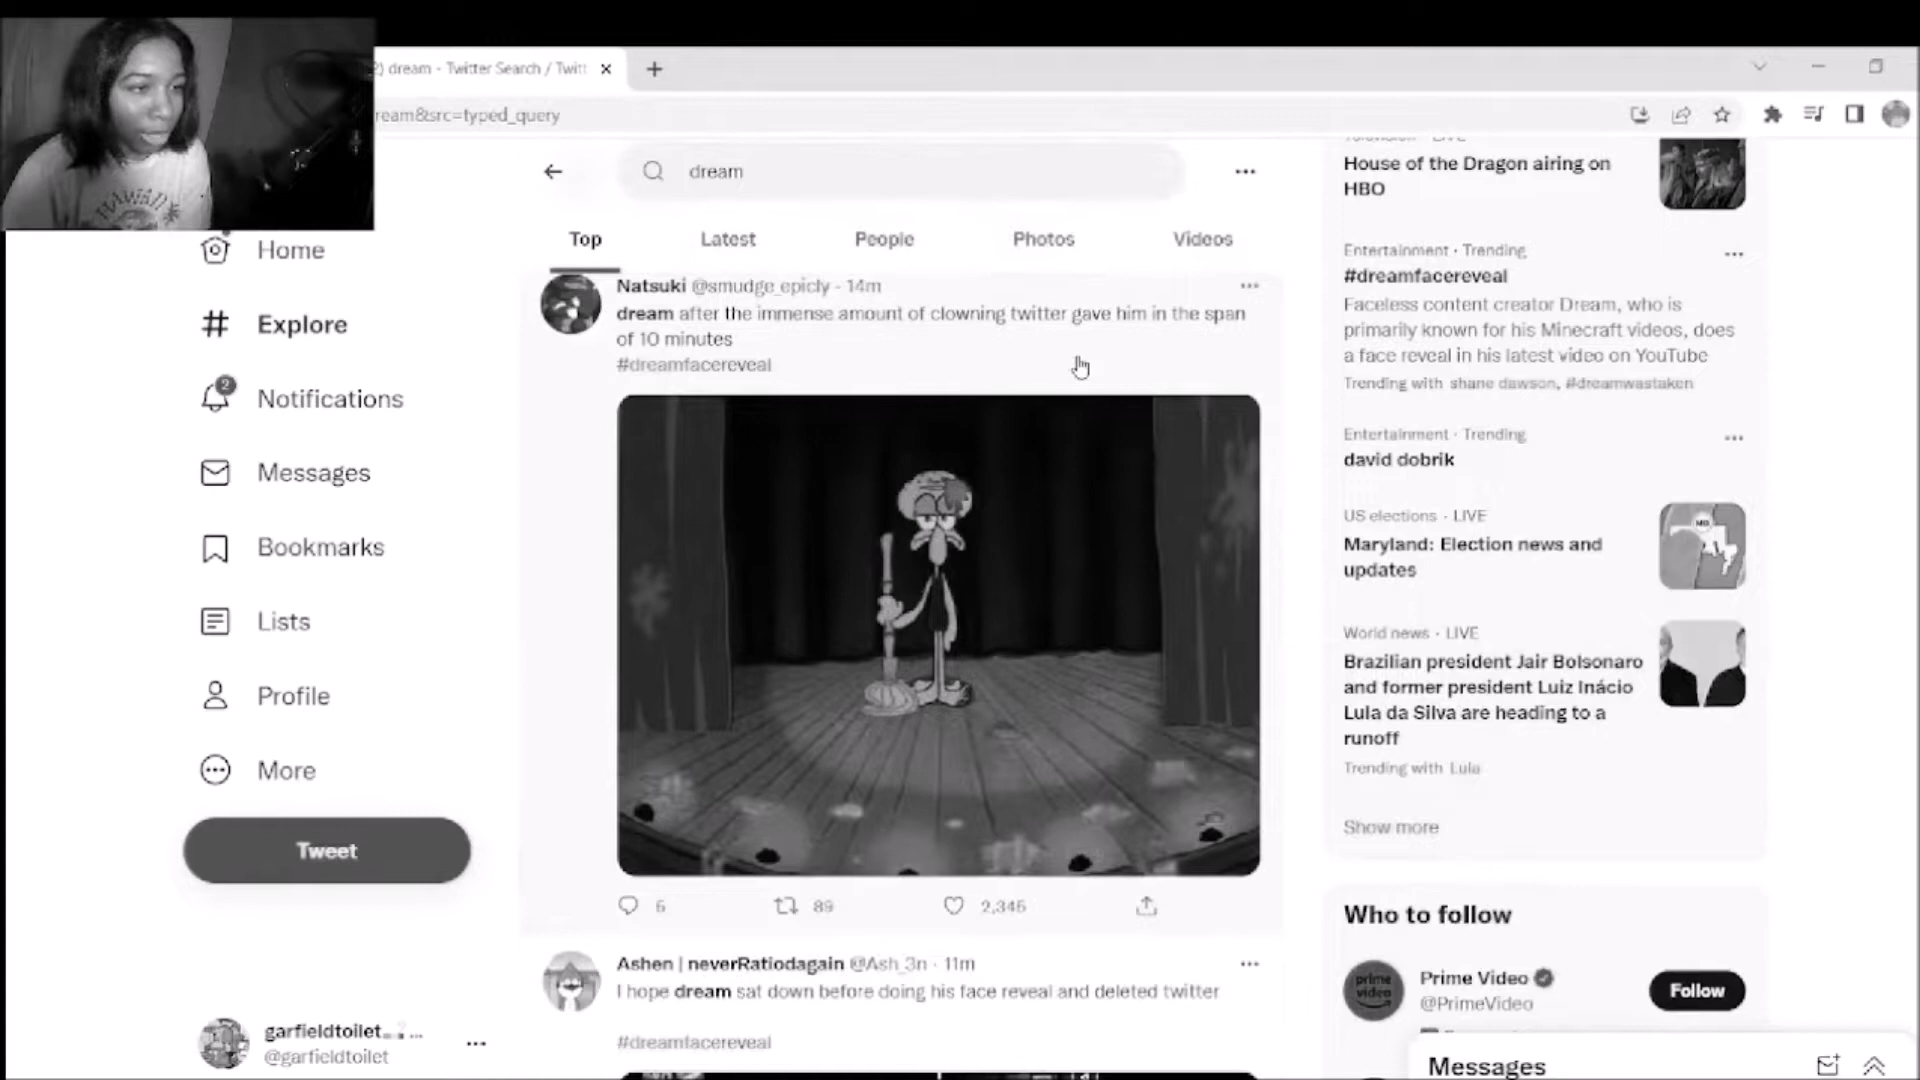 dream - Twitter Search / Twitt
ream&src=typed_query
HAWAII
dream
Top
Latest
People
Photos
Videos
Home
Explore
2
Notifications
Messages
Bookmarks
Lists
Profile
More
Tweet
garfieldtoilet
@garfieldtoilet
Natsuki @smudge_epicly · 14m
dream after the immense amount of clowning twitter gave him in the span
of 10 minutes
#dreamfacereveal
89
2,345
Ashen | neverRatiodagain @Ash_3n · 11m
I hope dream sat down before doing his face reveal and deleted twitter
#dreamfacereveal
House of the Dragon airing on
HBO
Entertainment · Trending
#dreamfacereveal
Faceless content creator Dream, who is
primarily known for his Minecraft videos, does
a face reveal in his latest video on YouTube
Trending with shane dawson, #dreamwastaken
Entertainment · Trending
david dobrik
US elections · LIVE
Maryland: Election news and
updates
World news · LIVE
Brazilian president Jair Bolsonaro
and former president Luiz Inácio
Lula da Silva are heading to a
runoff
Trending with Lula
Show more
Who to follow
prime
video
Prime Video
@PrimeVideo
Follow
Messages